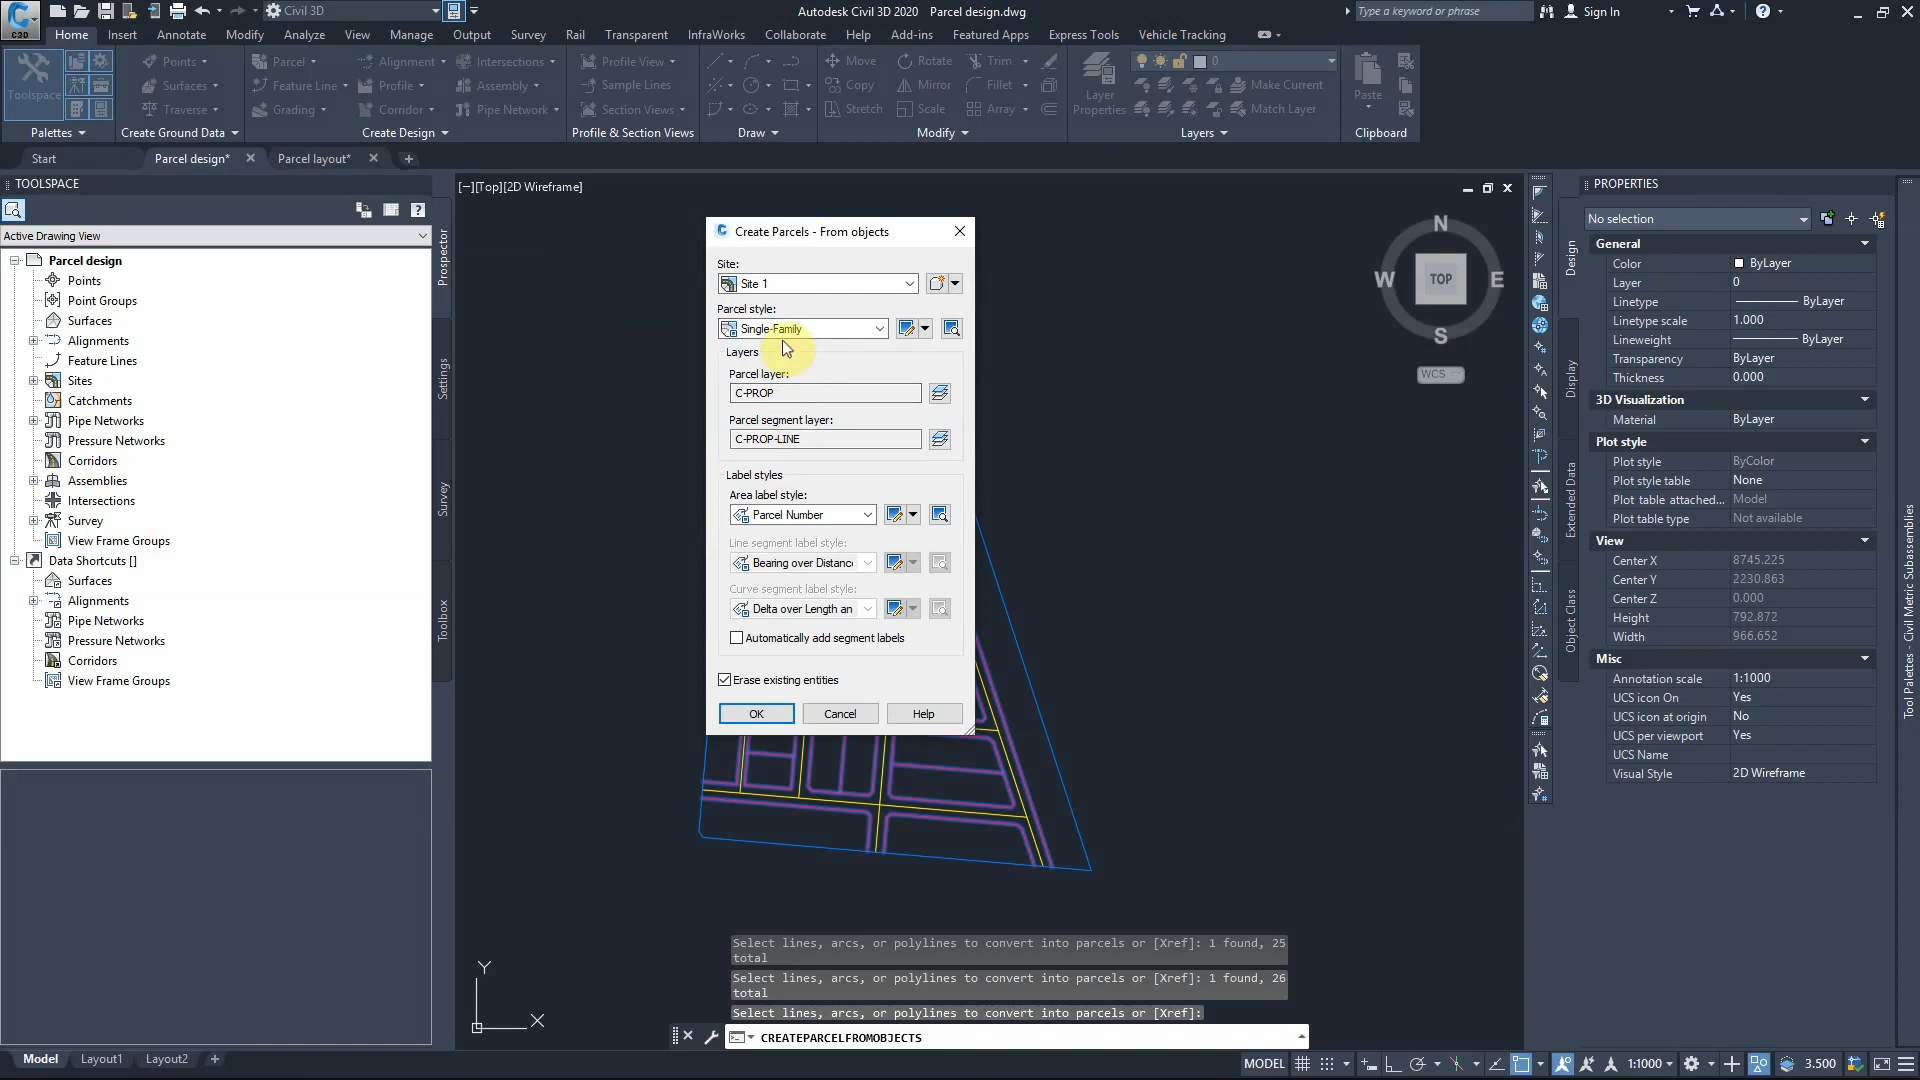 Civil 3D
Autodesk Civil 3D 2020 Parcel design.dwg
Type a keyword or phrase
Sign In
C3D
Home Insert Annotate Modify Analyze View Manage Output Survey Rail Transparent InfraWorks Collaborate Help Add-ins Featured Apps Express Tools Vehicle Tracking
Points Parcel Alignment Intersections Profile View Move Rotate Trim 0
Toolspace Surfaces Feature Line Profile Assembly Sample Lines Copy Mirror Fillet Layer Properties Make Current Paste
Traverse Grading Corridor Pipe Network Section Views Stretch Scale Array Match Layer
Palettes Create Ground Data Create Design Profile & Section Views Draw Modify Layers Clipboard
Start Parcel design* Parcel layout*
TOOLSPACE
Active Drawing View
Parcel design
Points
Point Groups
Surfaces
Alignments
Feature Lines
Sites
Catchments
Pipe Networks
Pressure Networks
Corridors
Assemblies
Intersections
Survey
View Frame Groups
Data Shortcuts []
Surfaces
Alignments
Pipe Networks
Pressure Networks
Corridors
View Frame Groups
Prospector
Settings
Survey
Toolbox
[−][Top][2D Wireframe]
Create Parcels - From objects
Site:
Site 1
Parcel style:
Single-Family
Layers
Parcel layer:
C-PROP
Parcel segment layer:
C-PROP-LINE
Label styles
Area label style:
Parcel Number
Line segment label style:
Bearing over Distance
Curve segment label style:
Delta over Length an
Automatically add segment labels
Erase existing entities
OK Cancel Help
N
W TOP E
S
WCS
Y
X
Select lines, arcs, or polylines to convert into parcels or [Xref]: 1 found, 25
total
Select lines, arcs, or polylines to convert into parcels or [Xref]: 1 found, 26
total
Select lines, arcs, or polylines to convert into parcels or [Xref]:
CREATEPARCELFROMOBJECTS
PROPERTIES
No selection
General
Color ByLayer
Layer 0
Linetype ByLayer
Linetype scale 1.000
Lineweight ByLayer
Transparency ByLayer
Thickness 0.000
3D Visualization
Material ByLayer
Plot style
Plot style ByColor
Plot style table None
Plot table attached... Model
Plot table type Not available
View
Center X 8745.225
Center Y 2230.863
Center Z 0.000
Height 792.872
Width 966.652
Misc
Annotation scale 1:1000
UCS icon On Yes
UCS icon at origin No
UCS per viewport Yes
UCS Name
Visual Style 2D Wireframe
Design
Display
Extended Data
Object Class
Tool Palettes - Civil Metric Subassemblies
Model Layout1 Layout2
MODEL 1:1000 3.500